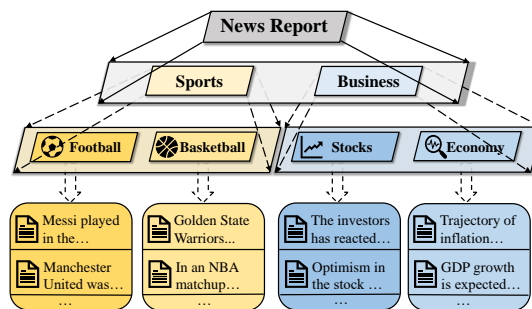 News Report
Sports
Business
Football
Basketball
Stocks
Economy
Messi played
in the…
Manchester
United was…
…
Golden State
Warriors...
In an NBA
matchup…
…
The investors
has reacted…
Optimism in
the stock …
…
Trajectory of
inflation…
GDP growth
is expected…
…